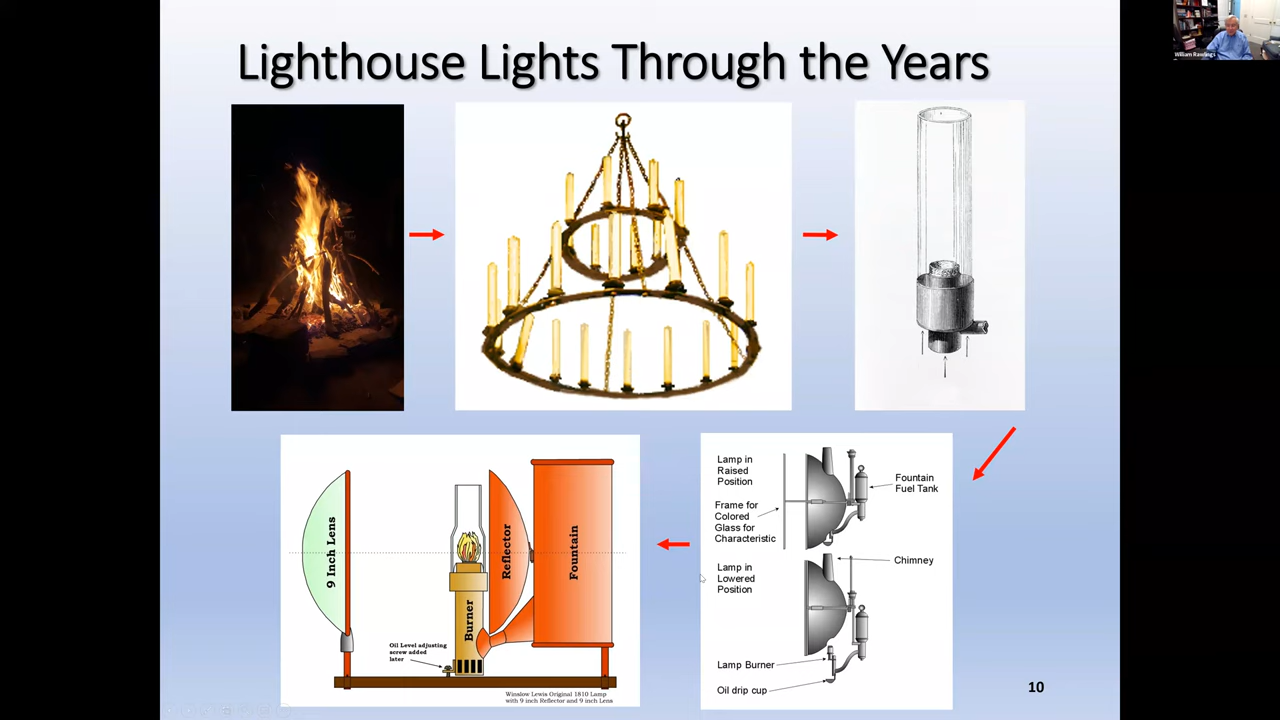 Lighthouse Lights Through the Years
William Rawlings
Lamp in
Raised
Position
Frame for
Colored
Glass for
Characteristic
Fountain
Fuel Tank
Lamp in
Lowered
Position
Chimney
Lamp Burner
Oil drip cup
9 Inch Lens
Burner
Reflector
Fountain
Oil Level adjusting
screw added
later
Winslow Lewis Original 1810 Lamp
with 9 inch Reflector and 9 inch Lens
10